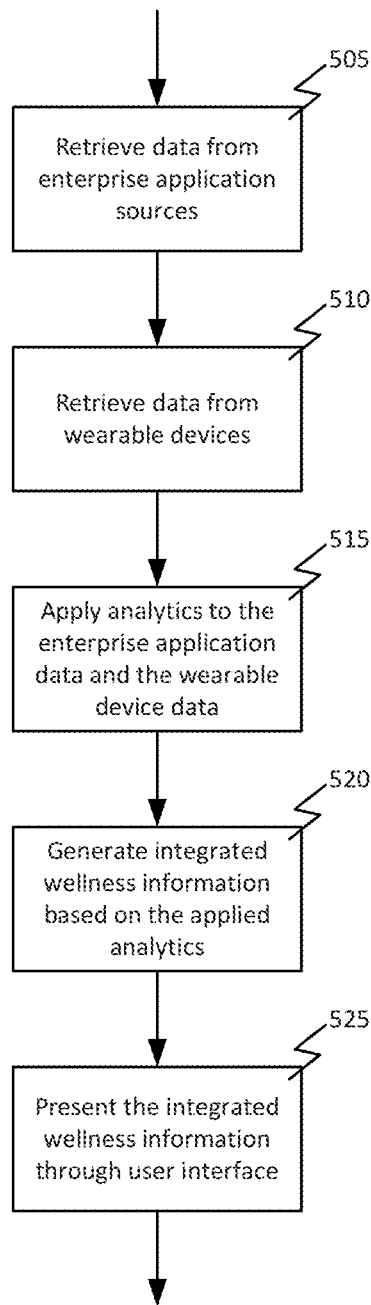 505
Retrieve data from
enterprise application
sources
510
Retrieve data from
wearable devices
515
Apply analytics to the
enterprise application
data and the wearable
device data
520
Generate integrated
wellness information
based on the applied
analytics
525
Present the integrated
wellness information
through user interface